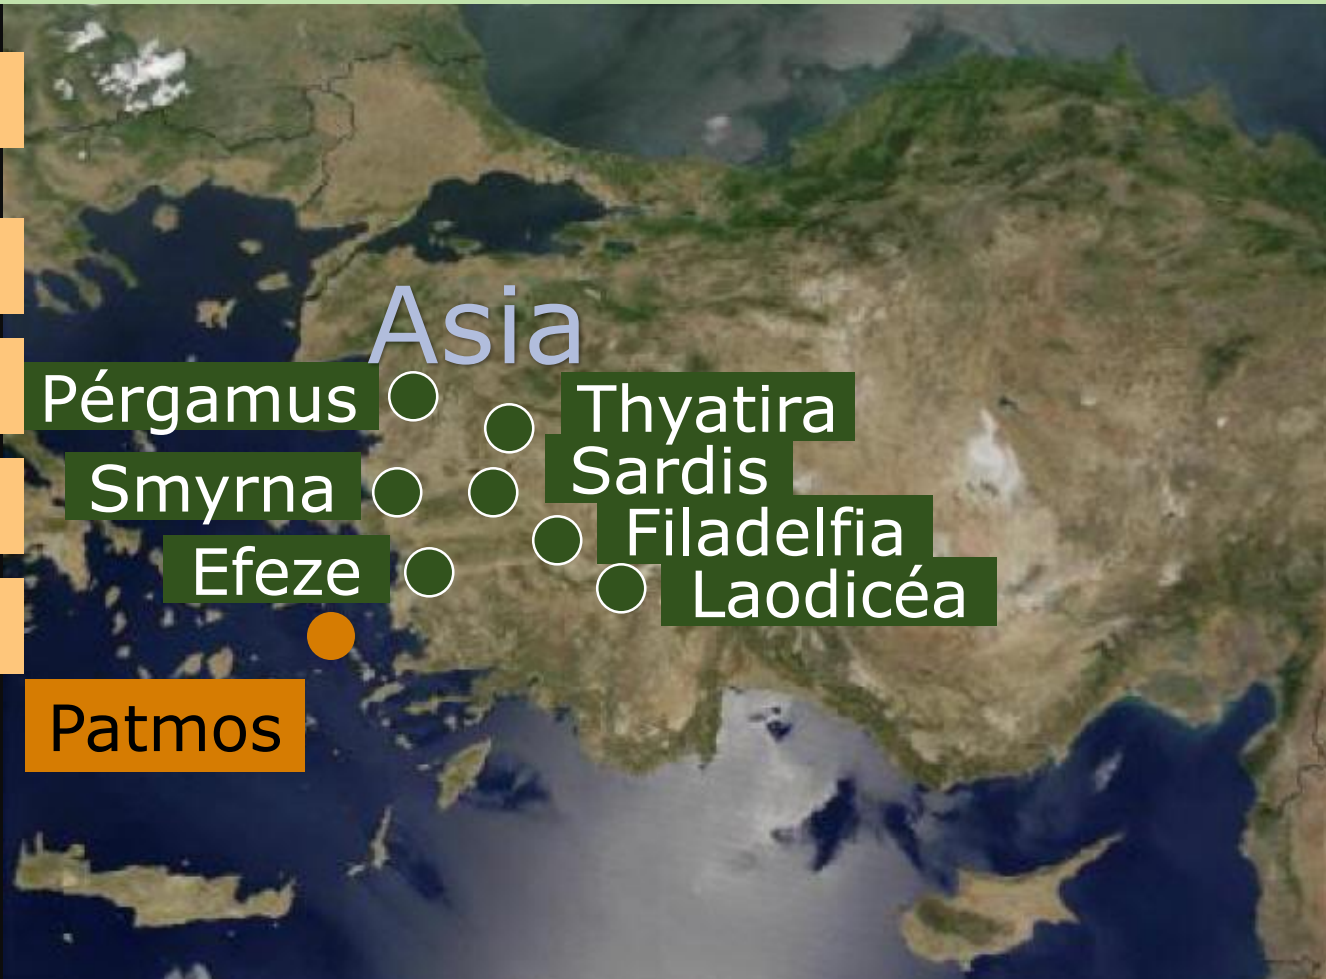 Asia
Pérgamus
Thyatira
Sardis
Smyrna
Filadelfia
Efeze
Laodicéa
Patmos